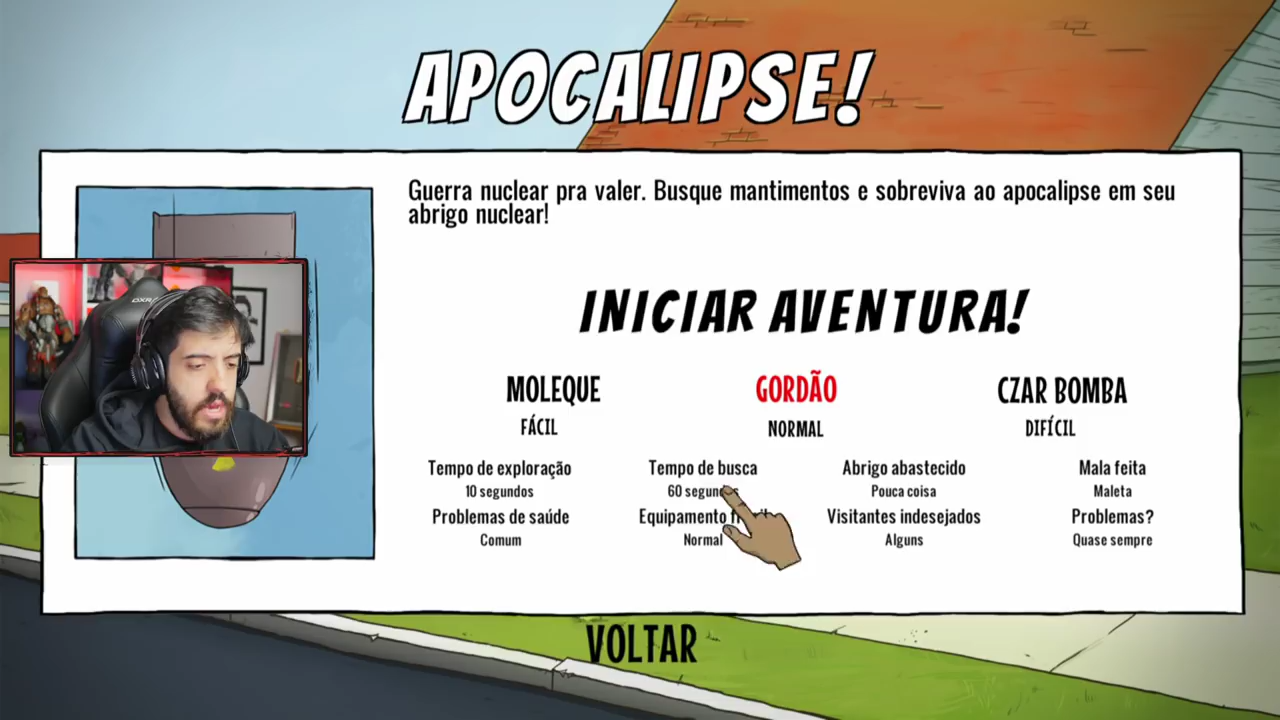 APOCALIPSE!
Guerra nuclear pra valer. Busque mantimentos e sobreviva ao apocalipse em seu
abrigo nuclear!
INICIAR AVENTURA!
MOLEQUE GORDÃO CZAR BOMBA
FÁCIL NORMAL DIFÍCIL
Tempo de exploração Tempo de busca Abrigo abastecido Mala feita
10 segundos 60 Pouca coisa Maleta
Problemas de saúde Equipamento Visitantes indesejados Problemas?
Comum Normal Alguns Quase sempre
VOLTAR